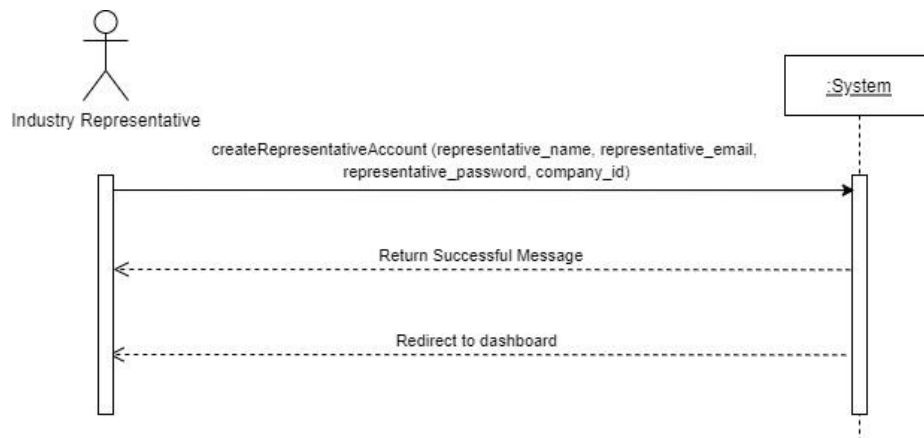 :System
Industry Representative
createRepresentativeAccount (representative_name, representative_email,
representative_password, company_id)
Return Successful Message
Redirect to dashboard